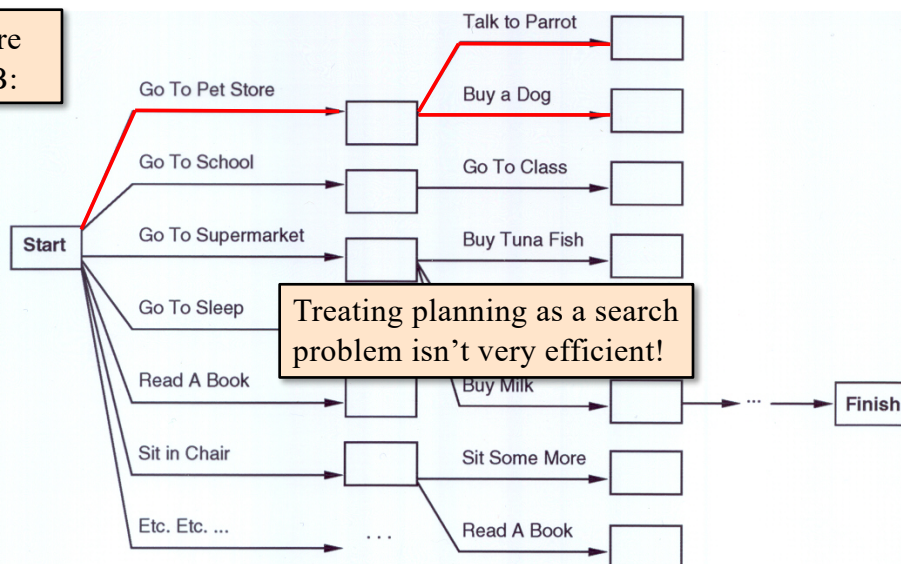 re
3:
Talk to Parrot
Go To Pet Store
Buy a Dog
Go To School
Go To Class
Start
Go To Supermarket
Buy Tuna Fish
Go To Sleep
Treating planning as a search
problem isn’t very efficient!
Read A Book
Buy Milk
...
Finish
Sit in Chair
Sit Some More
Etc. Etc. ...
. . .
Read A Book